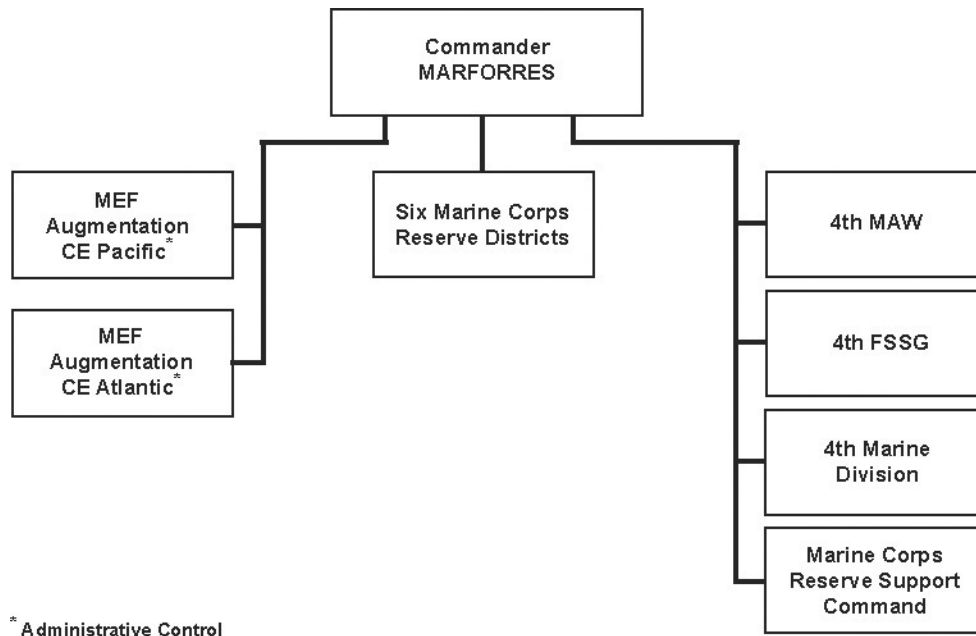 Commander
MARFORRES
MEF
Augmentation
CE Pacific*
MEF
Augmentation
CE Atlantic*
Six Marine Corps
Reserve Districts
4th MAW
4th FSSG
4th Marine
Division
Marine Corps
Reserve Support
Command
* Administrative Control